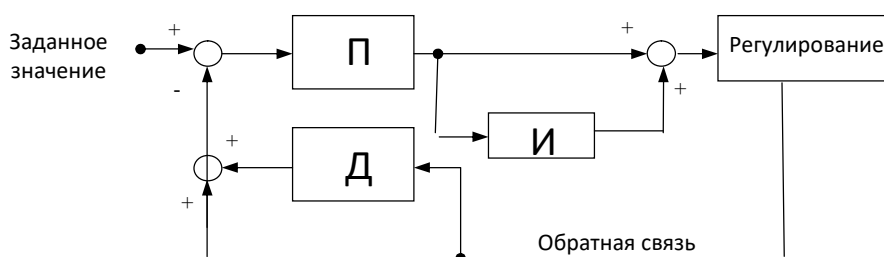 Заданное
значение
+
-
П
+
+
Регулирование
И
+
Д
+
Обратная связь